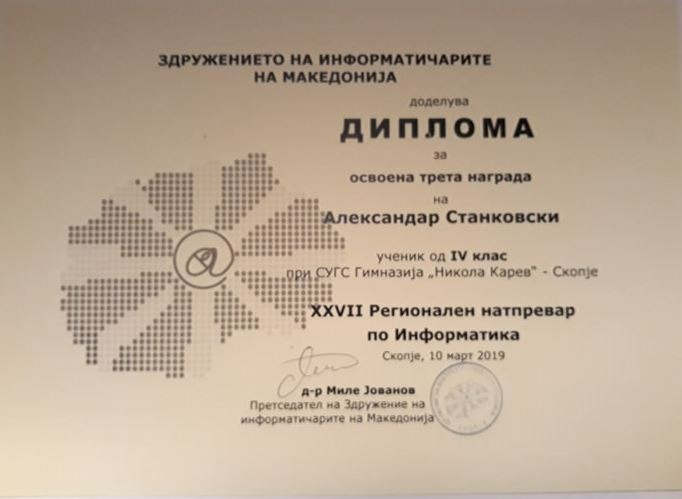 ЗДРУЖЕНИЕТО НА ИНФОРМАТИЧАРИТЕ
НА МАКЕДОНИЈА
доделува
ДИПЛОМА
за
освоена трета награда
на
Александар Станковски
ученик од IV клас
при СУГС Гимназија „Никола Карев“ - Скопје
XXVII Регионален натпревар
по Информатика
Скопје, 10 март 2019
д-р Миле Јованов
Претседател на Здружение на
информатичарите на Македонија